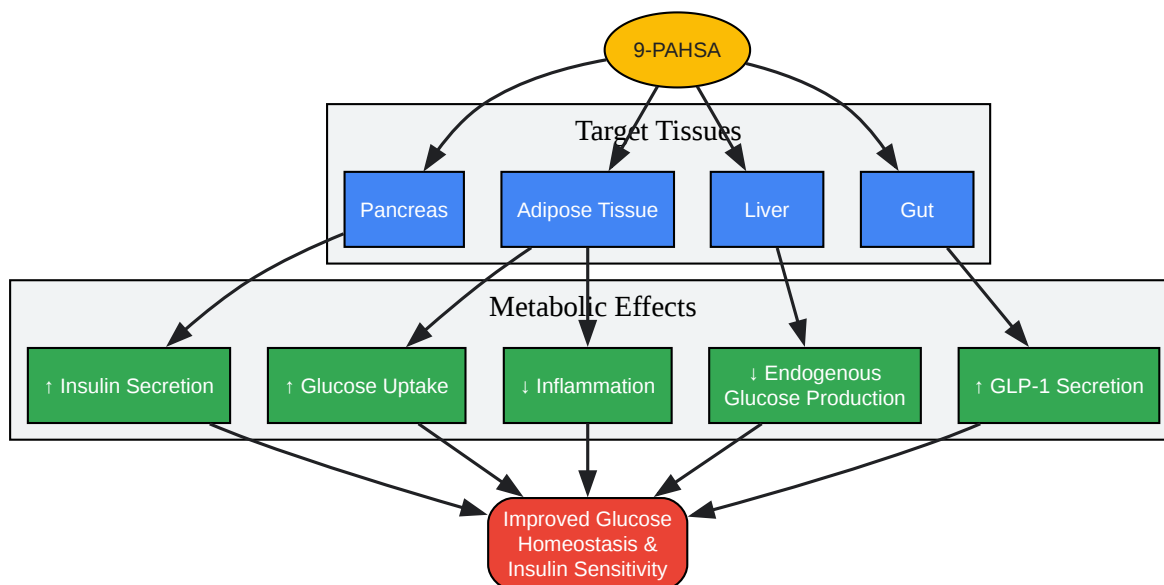 9-PAHSA
Target Tissues
Pancreas
Adipose Tissue
Liver
Gut
Metabolic Effects
↑ Insulin Secretion
↑ Glucose Uptake
↓ Inflammation
↓ Endogenous
Glucose Production
↑ GLP-1 Secretion
Improved Glucose
Homeostasis &
Insulin Sensitivity